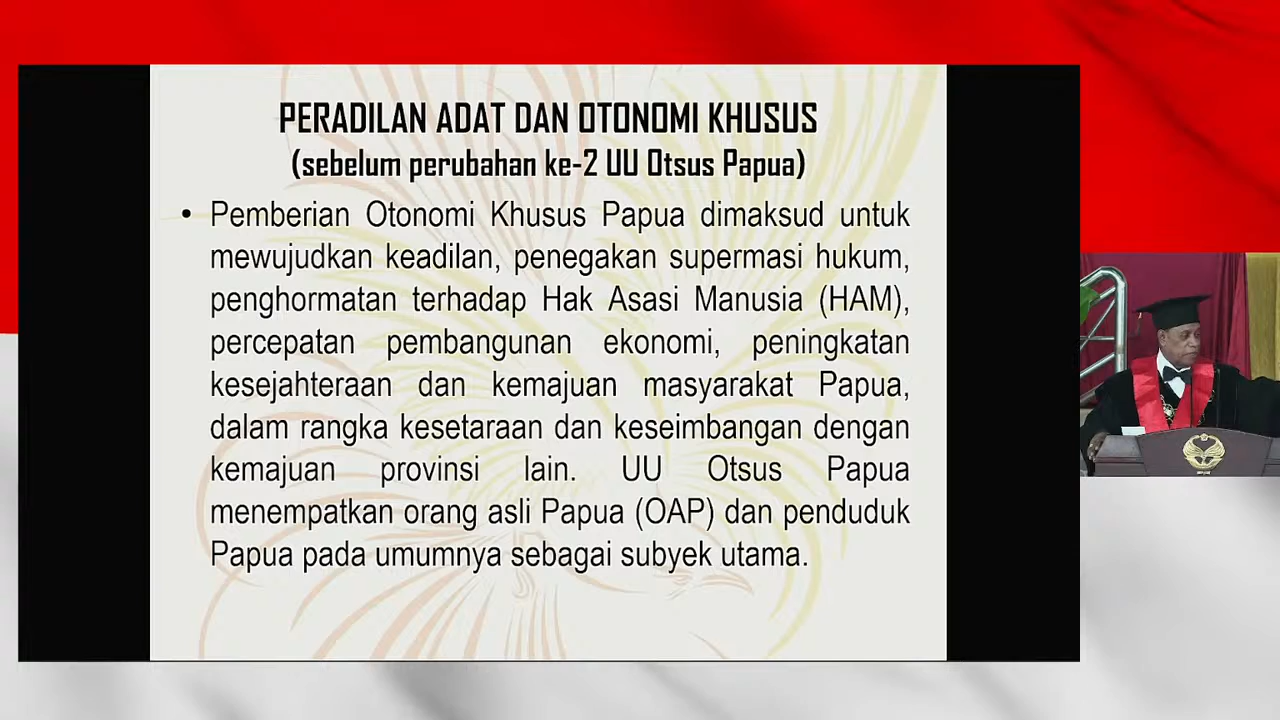 PERADILAN ADAT DAN OTONOMI KHUSUS
(sebelum perubahan ke-2 UU Otsus Papua)
• Pemberian Otonomi Khusus Papua dimaksud untuk
mewujudkan keadilan, penegakan supermasi hukum,
penghormatan terhadap Hak Asasi Manusia (HAM),
percepatan pembangunan ekonomi, peningkatan
kesejahteraan dan kemajuan masyarakat Papua,
dalam rangka kesetaraan dan keseimbangan dengan
kemajuan provinsi lain. UU Otsus Papua
menempatkan orang asli Papua (OAP) dan penduduk
Papua pada umumnya sebagai subyek utama.